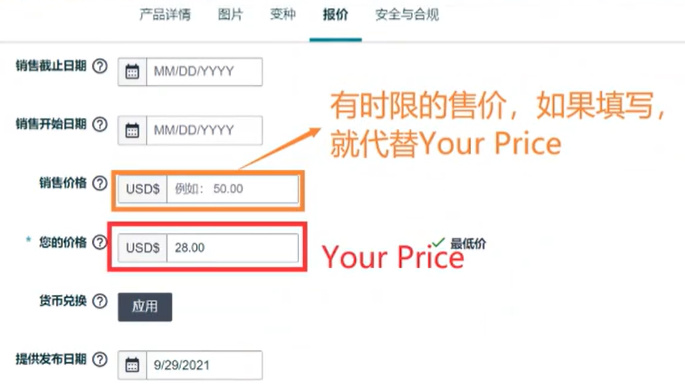 产品详情 图片 变种 报价 安全与合规
销售截止日期 ? MM/DD/YYYY
有时限的售价，如果填写，
就代替Your Price
销售开始日期 ? MM/DD/YYYY
销售价格 ? USD$ 例如： 50.00
* 您的价格 ? USD$ 28.00 Your Price 最低价
货币兑换 ? 应用
提供发布日期 ? 9/29/2021